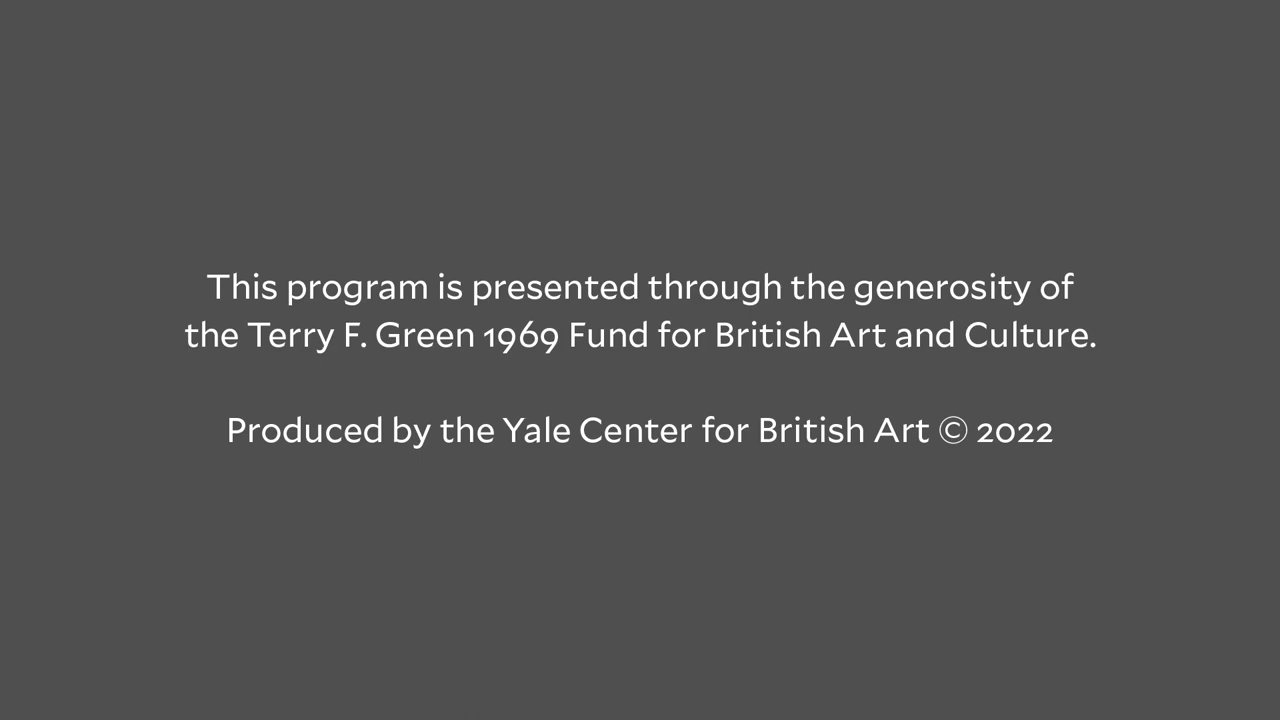 This program is presented through the generosity of
the Terry F. Green 1969 Fund for British Art and Culture.
Produced by the Yale Center for British Art © 2022